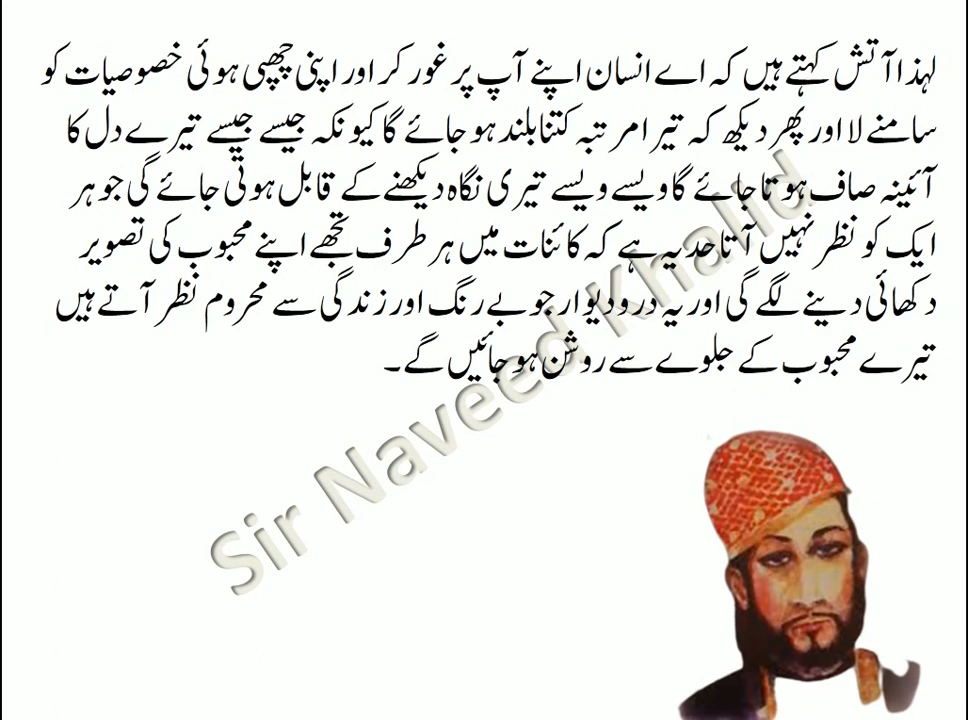 لہذا آتش کہتے ہیں کہ اے انسان اپنے آپ پر غور کر اور اپنی چھپی ہوئی خصوصیات کو
سامنے لا اور پھر دیکھ کہ تیرا مرتبہ کتنا بلند ہو جائے گا کیونکہ جیسے جیسے تیرے دل کا
آئینہ صاف ہوتا جائے گا ویسے ویسے تیری نگاہ دیکھنے کے قابل ہوتی جائے گی جو ہر
ایک کو نظر نہیں آتا حد یہ ہے کہ کائنات میں ہر طرف تجھے اپنے محبوب کی تصویر
دکھائی دینے لگے گی اور یہ درودیوار جو بے رنگ اور زندگی سے محروم نظر آتے ہیں
تیرے محبوب کے جلوے سے روشن ہو جائیں گے۔
Sir Naveed Khalid